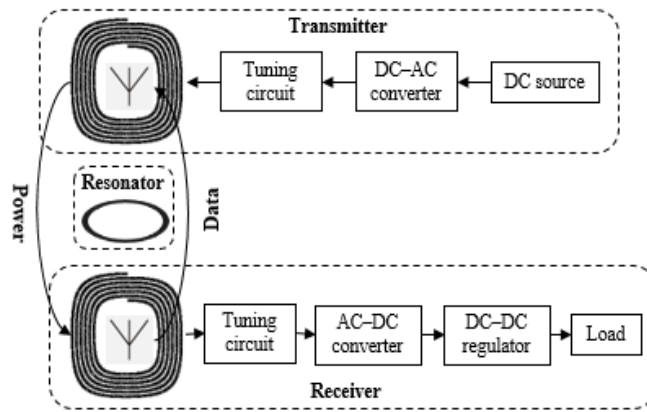 Transmitter
Tuning
circuit
DC–AC
converter
DC source
Power
Resonator
Data
Tuning
circuit
AC–DC
converter
DC–DC
regulator
Load
Receiver